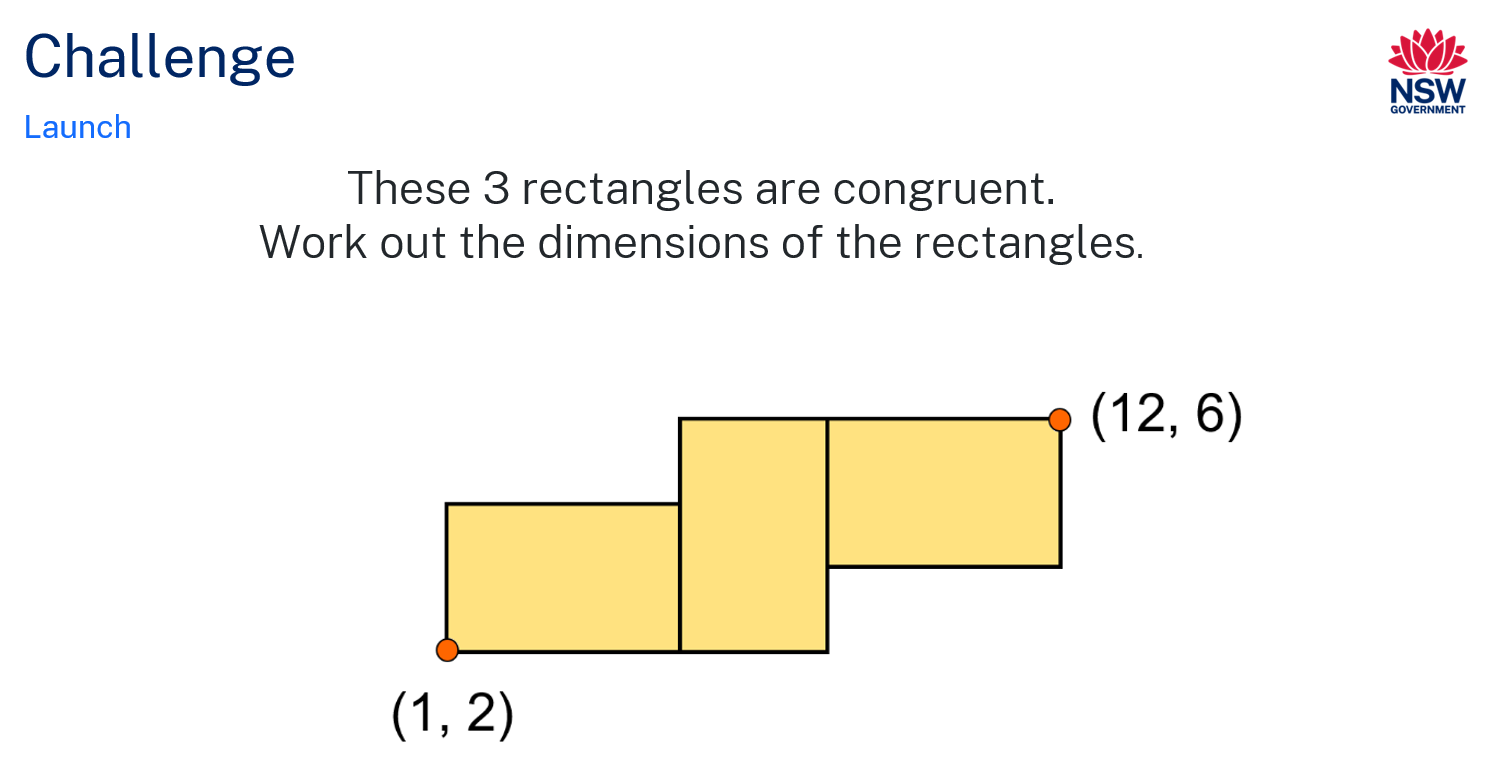 Challenge
NSW
GOVERNMENT
Launch
These 3 rectangles are congruent.
Work out the dimensions of the rectangles.
(12, 6)
(1, 2)